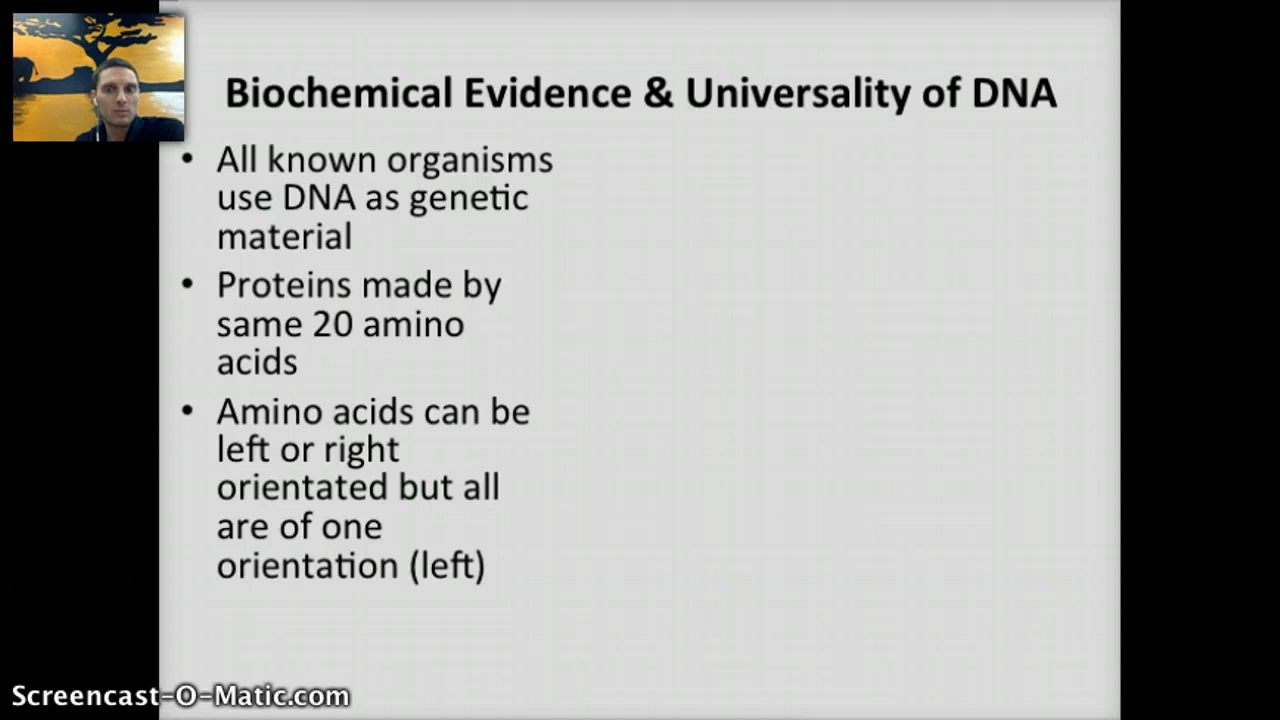 Biochemical Evidence & Universality of DNA
• All known organisms
use DNA as genetic
material
• Proteins made by
same 20 amino
acids
• Amino acids can be
left or right
orientated but all
are of one
orientation (left)
Screencast-O-Matic.com